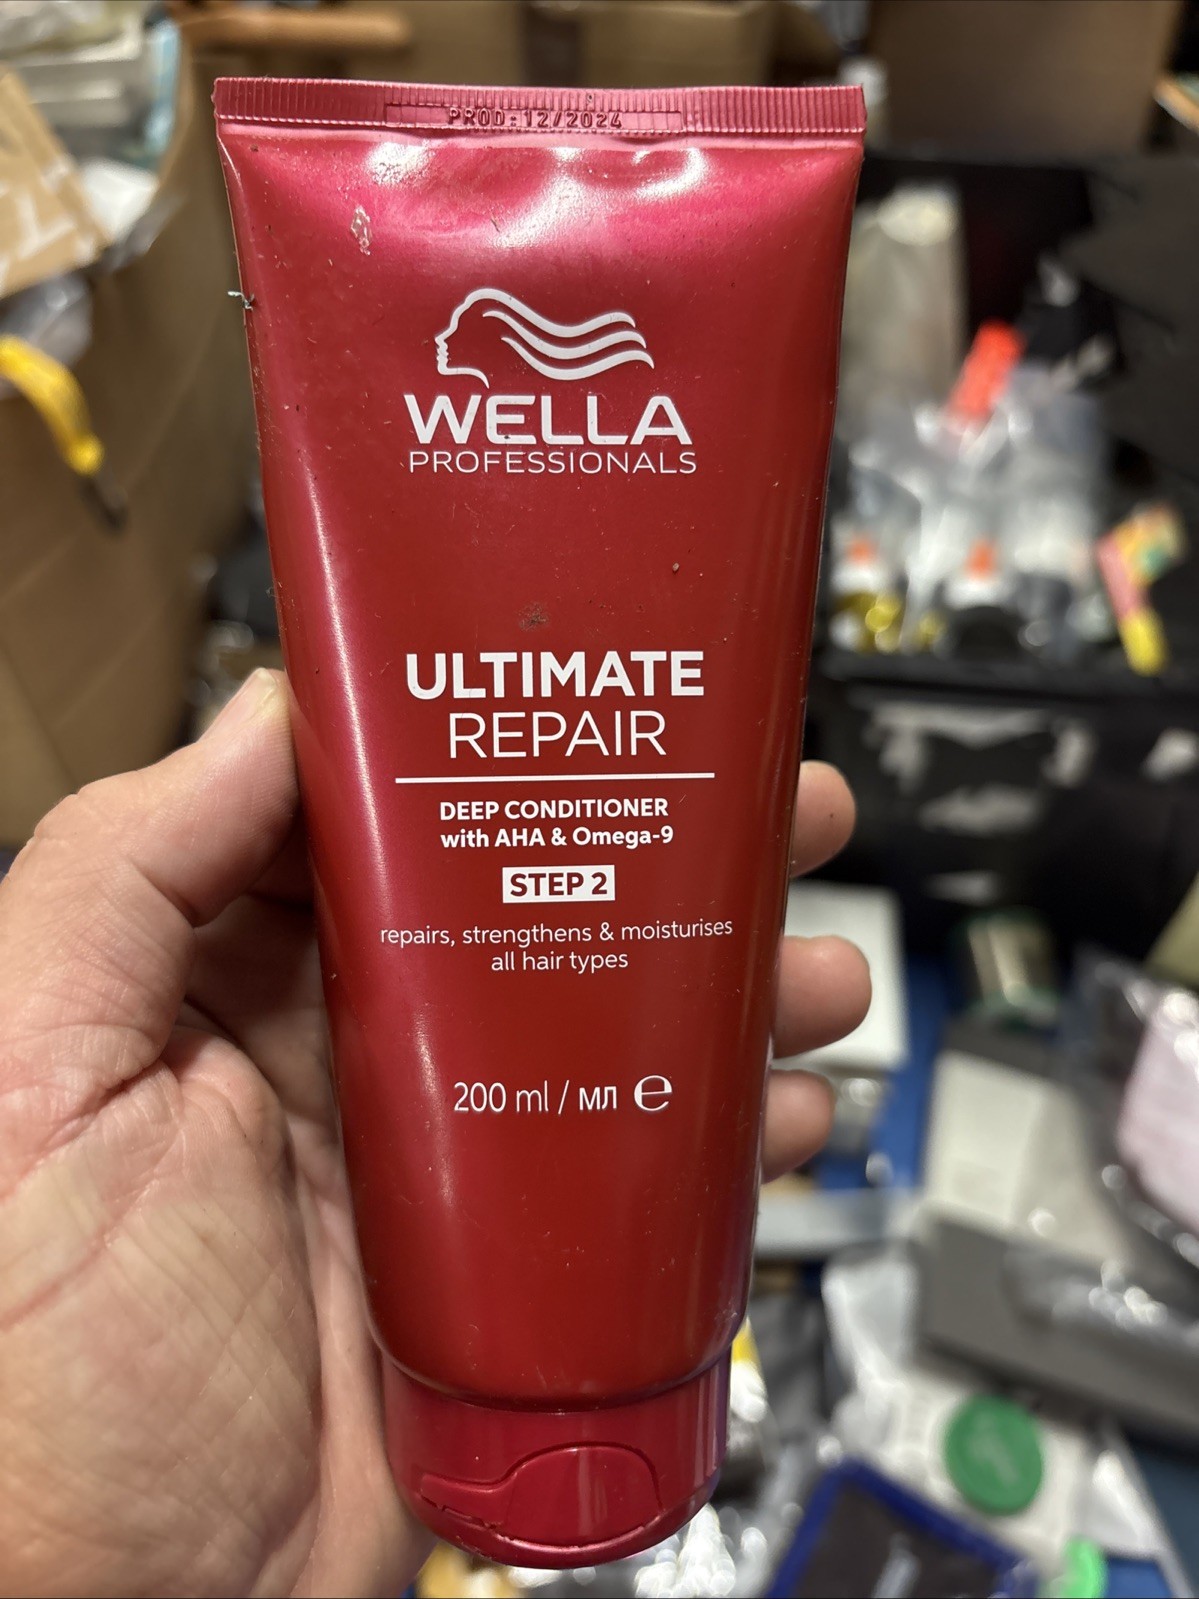 PROD:12/2024
WELLA
PROFESSIONALS
ULTIMATE
REPAIR
DEEP CONDITIONER
with AHA & Omega-9
STEP 2
repairs, strengthens & moisturises
all hair types
200 ml / мл ℮